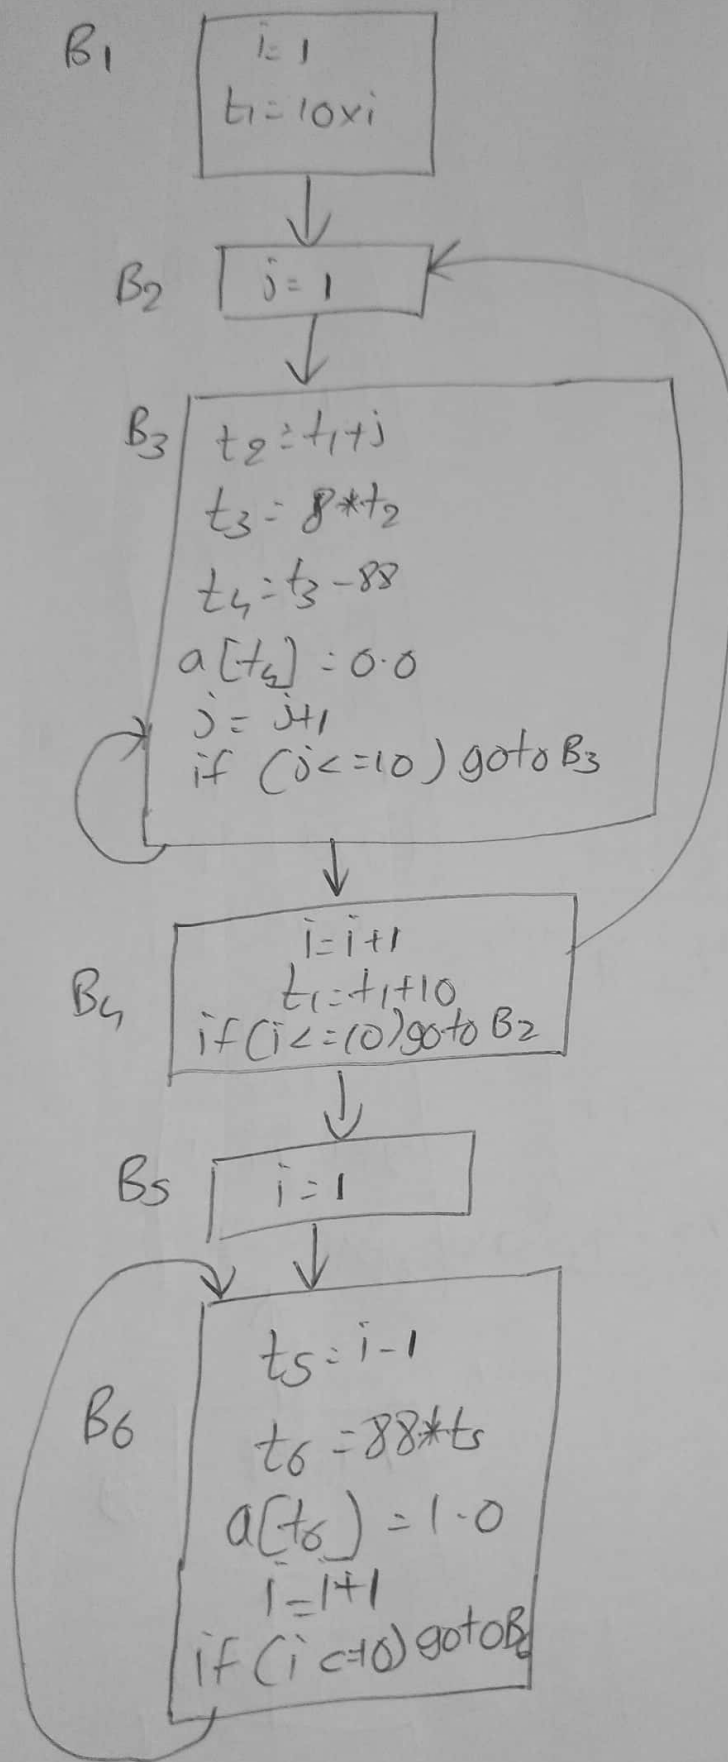 B1
i=1
t1=10×i
B2
j=1
B3
t2=t1+j
t3=8*t2
t4=t3-88
a[t4]=0.0
j=j+1
if (j<=10) goto B3
B4
i=i+1
t1=t1+10
if(i<=10)goto B2
B5
i=1
B6
t5=i-1
t6=88*t5
a[t6]=1.0
i=i+1
if(i<=10) goto B6